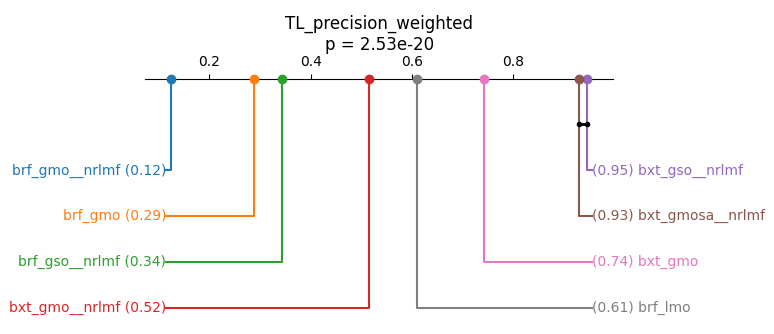 TL_precision_weighted
p = 2.53e-20
0.2 0.4 0.6 0.8
brf_gmo__nrlmf (0.12) (0.95) bxt_gso__nrlmf
brf_gmo (0.29) (0.93) bxt_gmosa__nrlmf
brf_gso__nrlmf (0.34) (0.74) bxt_gmo
bxt_gmo__nrlmf (0.52) (0.61) brf_lmo